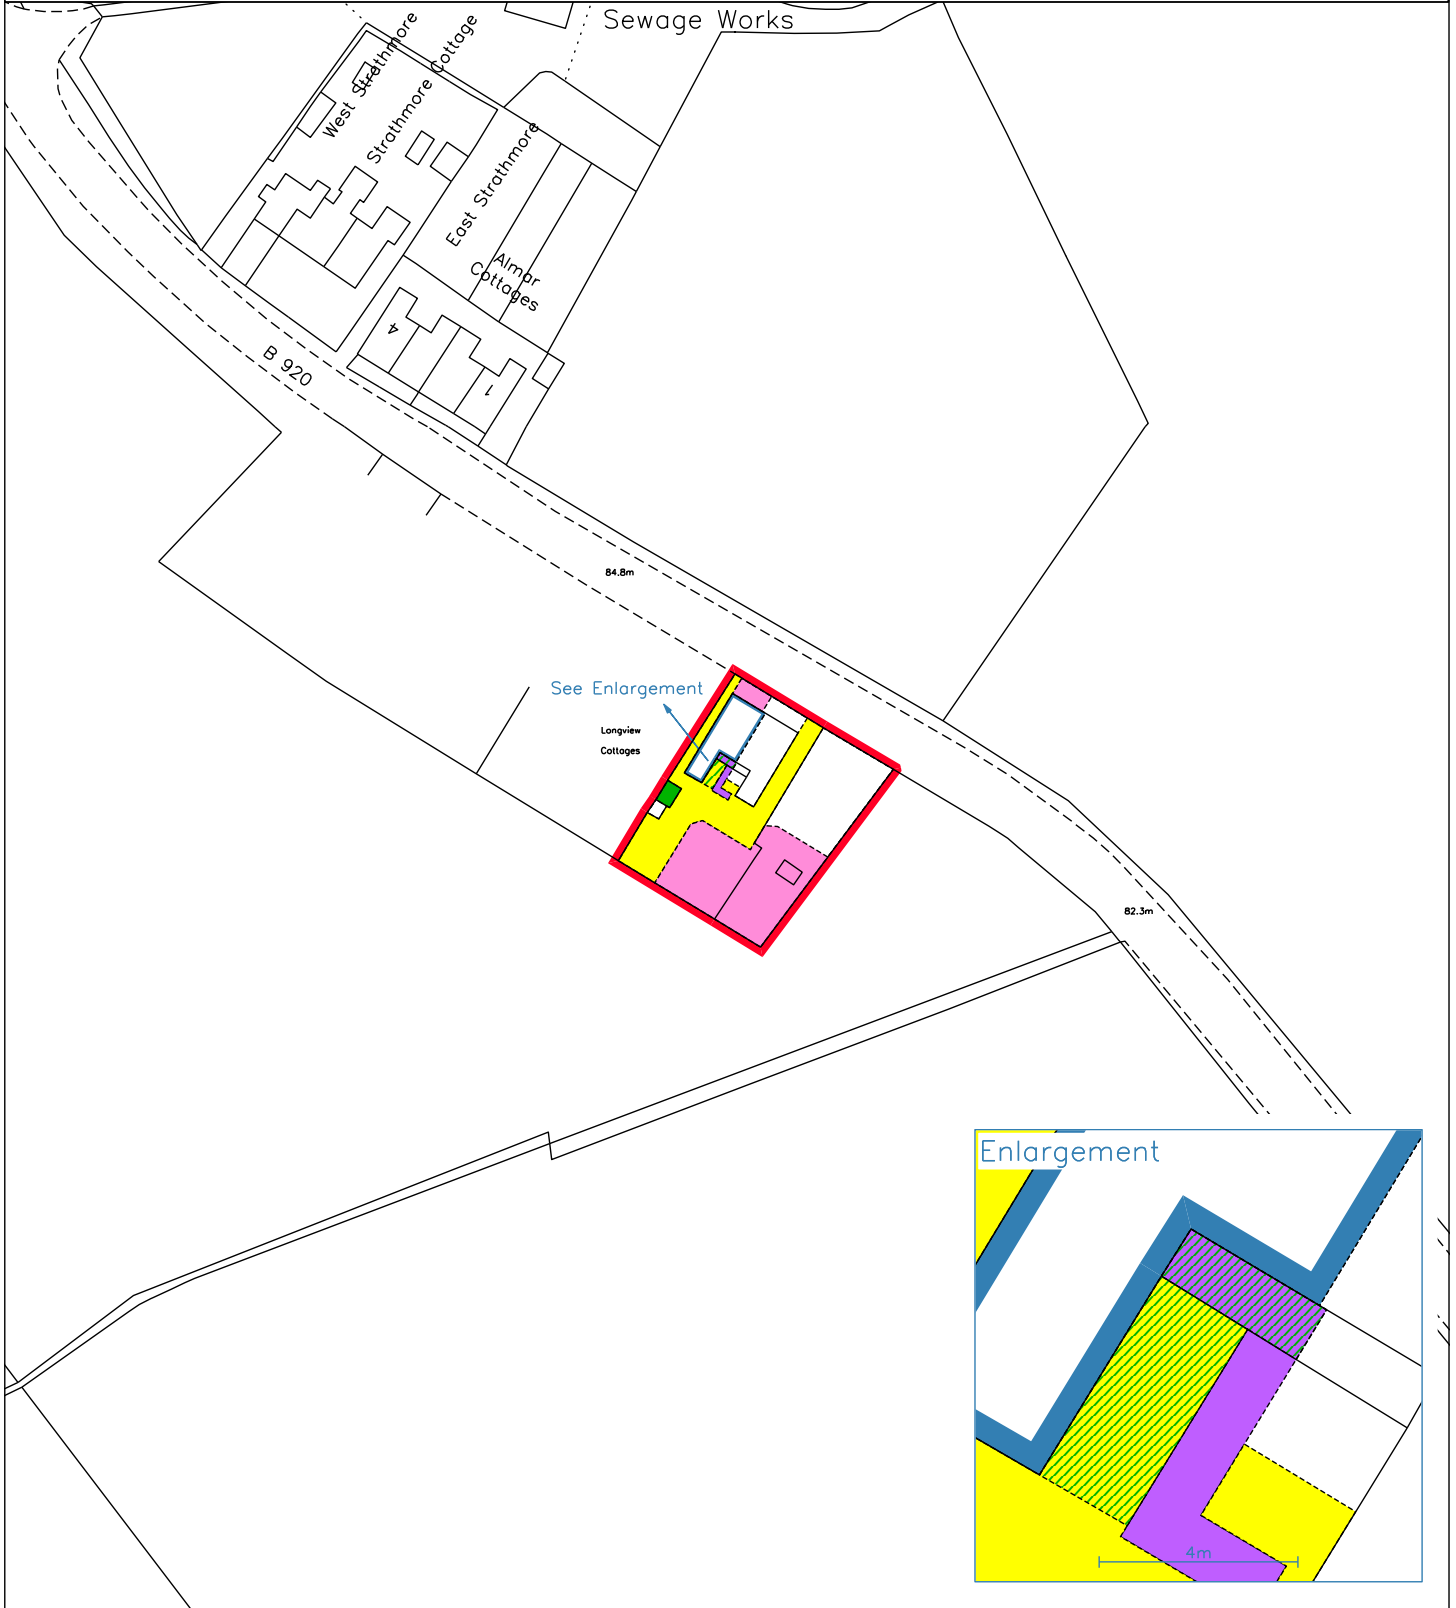 Sewage Works
West Strathmore
Strathmore Cottage
East Strathmore
Almar
Cottages
4
1
B 920
84.8m
See Enlargement
Longview
Cottages
82.3m
Enlargement
4m